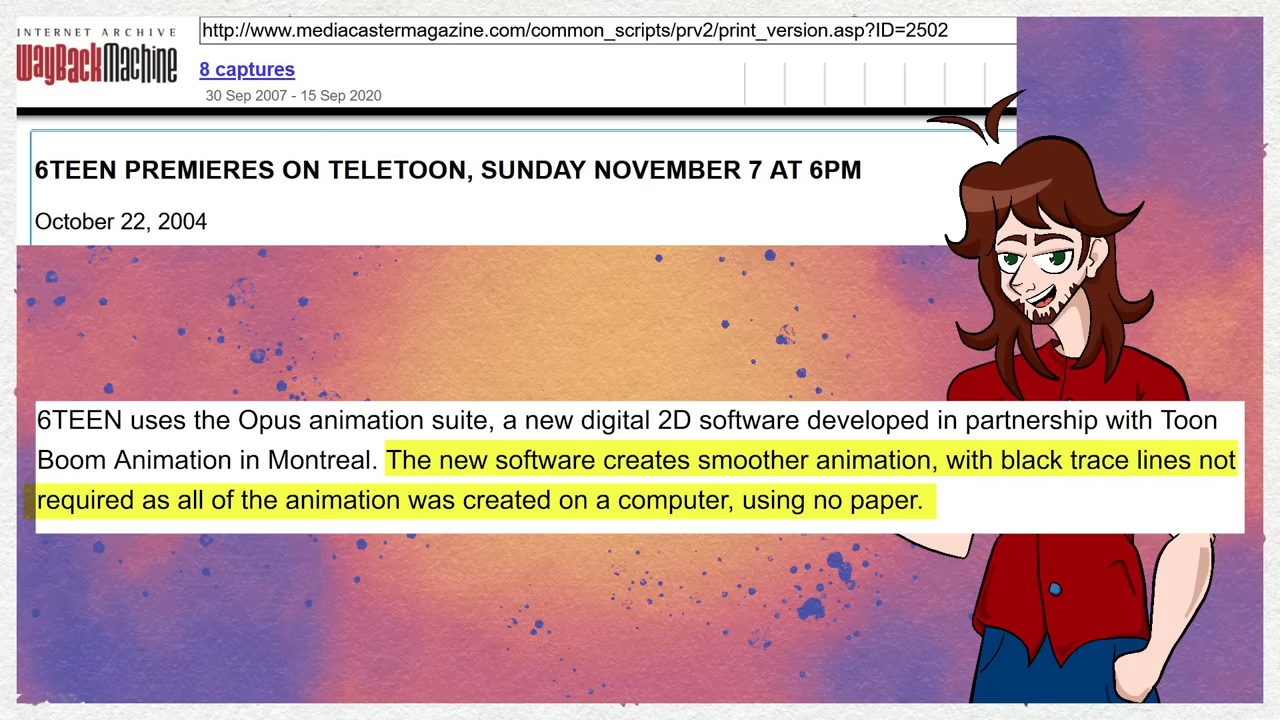 INTERNET ARCHIVE
WayBackMachine
http://www.mediacastermagazine.com/common_scripts/prv2/print_version.asp?ID=2502
8 captures
30 Sep 2007 - 15 Sep 2020
6TEEN PREMIERES ON TELETOON, SUNDAY NOVEMBER 7 AT 6PM
October 22, 2004
6TEEN uses the Opus animation suite, a new digital 2D software developed in partnership with Toon
Boom Animation in Montreal. The new software creates smoother animation, with black trace lines not
required as all of the animation was created on a computer, using no paper.